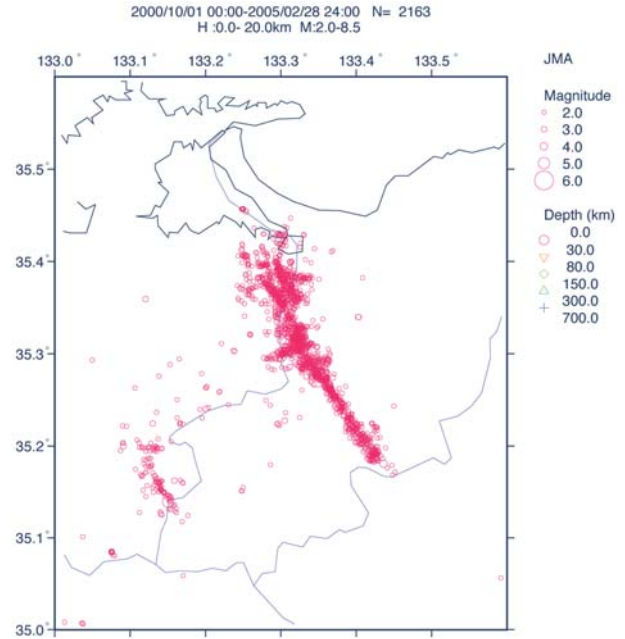 2000/10/01 00:00-2005/02/28 24:00 N= 2163
H :0.0- 20.0km M:2.0-8.5
133.0 ° 133.1 ° 133.2 ° 133.3 ° 133.4 ° 133.5 °
35.5°
35.4°
35.3°
35.2°
35.1°
35.0°
JMA
Magnitude
2.0
3.0
4.0
5.0
6.0
Depth (km)
0.0
30.0
80.0
150.0
300.0
700.0